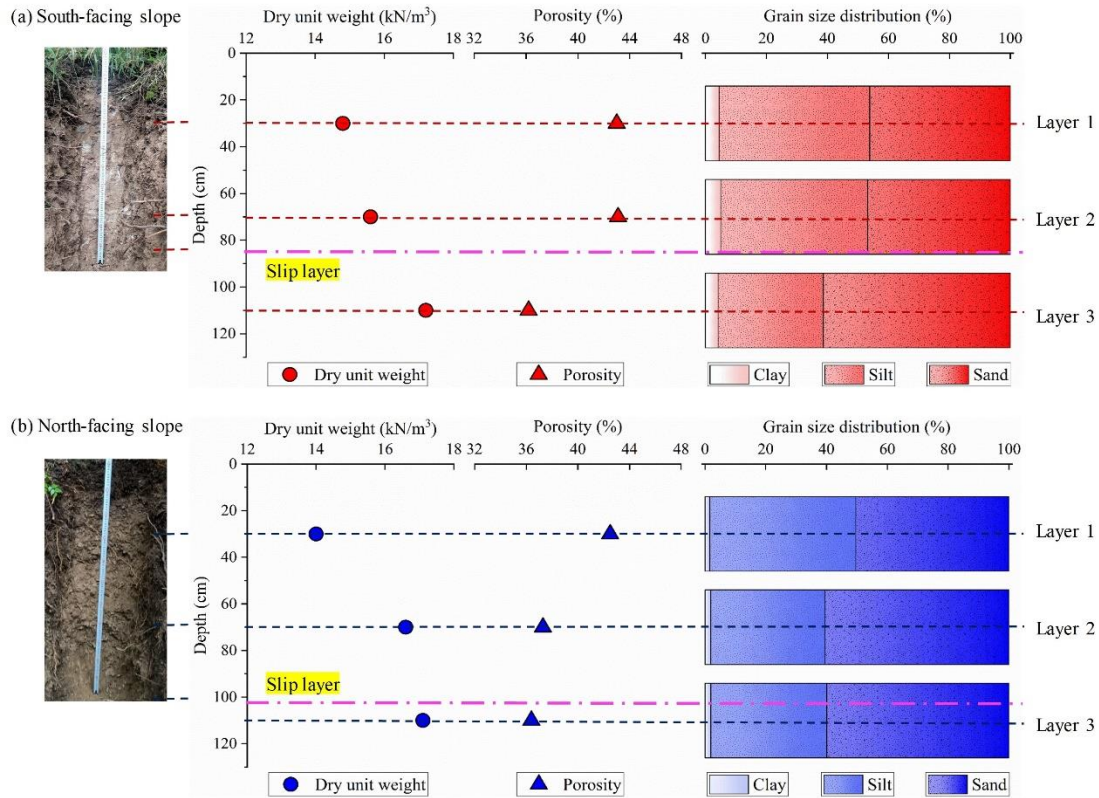 (a) South-facing slope
Dry unit weight (kN/m³)
Porosity (%)
Grain size distribution (%)
12 14 16 18
32 36 42 44 48
0 20 40 60 80 100
0
20
40
60
80
100
120
Depth (cm)
Layer 1
Layer 2
Slip layer
Layer 3
Dry unit weight
Porosity
Clay
Silt
Sand
(b) North-facing slope
Dry unit weight (kN/m³)
Porosity (%)
Grain size distribution (%)
12 14 16 18
32 36 42 44 48
0 20 40 60 80 100
0
20
40
60
80
100
120
Depth (cm)
Layer 1
Layer 2
Slip layer
Layer 3
Dry unit weight
Porosity
Clay
Silt
Sand